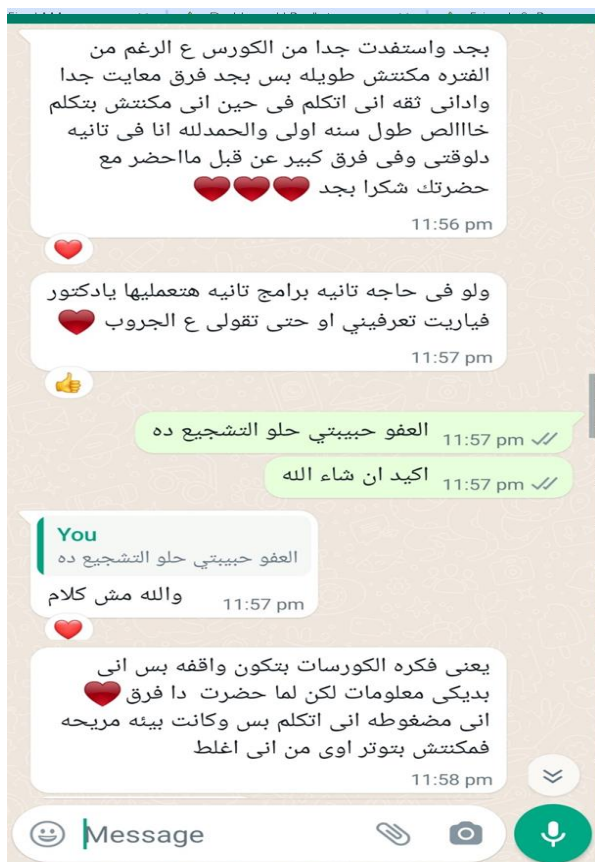 بجد واستفدت جدا من الكورس ع الرغم من
الفتره مكنتش طويله بس بجد فرق معايت جدا
وادانى ثقه انى اتكلم فى حين انى مكنتش بتكلم
خاااالص طول سنه اولى والحمدلله انا فى تانيه
دلوقتى وفى فرق كبير عن قبل مااحضر مع
حضرتك شكرا بجد ❤❤❤
11:56 pm
ولو فى حاجه تانيه برامج تانيه هتعمليها يادكتور
فياريت تعرفيني او حتى تقولى ع الجروب ❤
11:57 pm
العفو حبيبتي حلو التشجيع ده
11:57 pm
اكيد ان شاء الله
11:57 pm
You
العفو حبيبتي حلو التشجيع ده
والله مش كلام
11:57 pm
يعنى فكره الكورسات بتكون واقفه بس انى
بديكى معلومات لكن لما حضرت دا فرق ❤
انى مضغوطه انى اتكلم بس وكانت بيئه مريحه
فمكنتش بتوتر اوى من انى اغلط
11:58 pm
Message